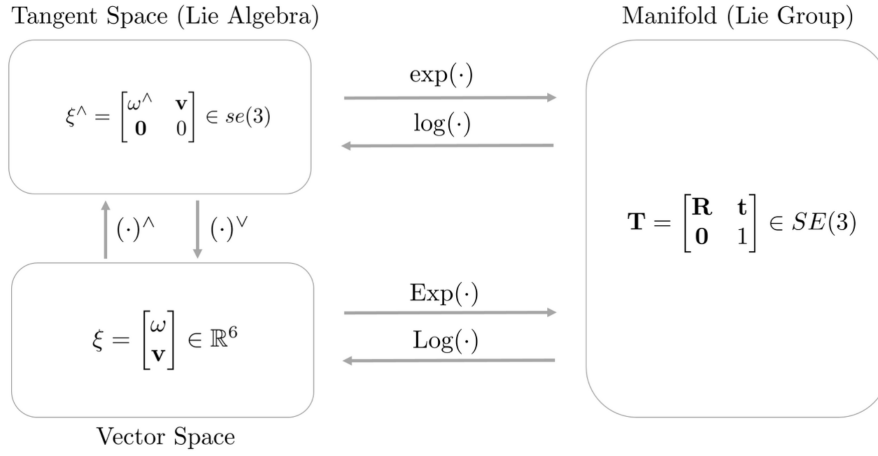 Tangent Space (Lie Algebra)
Manifold (Lie Group)
exp(·)
log(·)
ξ^∧ = [ω^∧ v; 0 0] ∈ se(3)
(·)^∧
(·)^∨
T = [R t; 0 1] ∈ SE(3)
Exp(·)
Log(·)
ξ = [ω; v] ∈ ℝ⁶
Vector Space